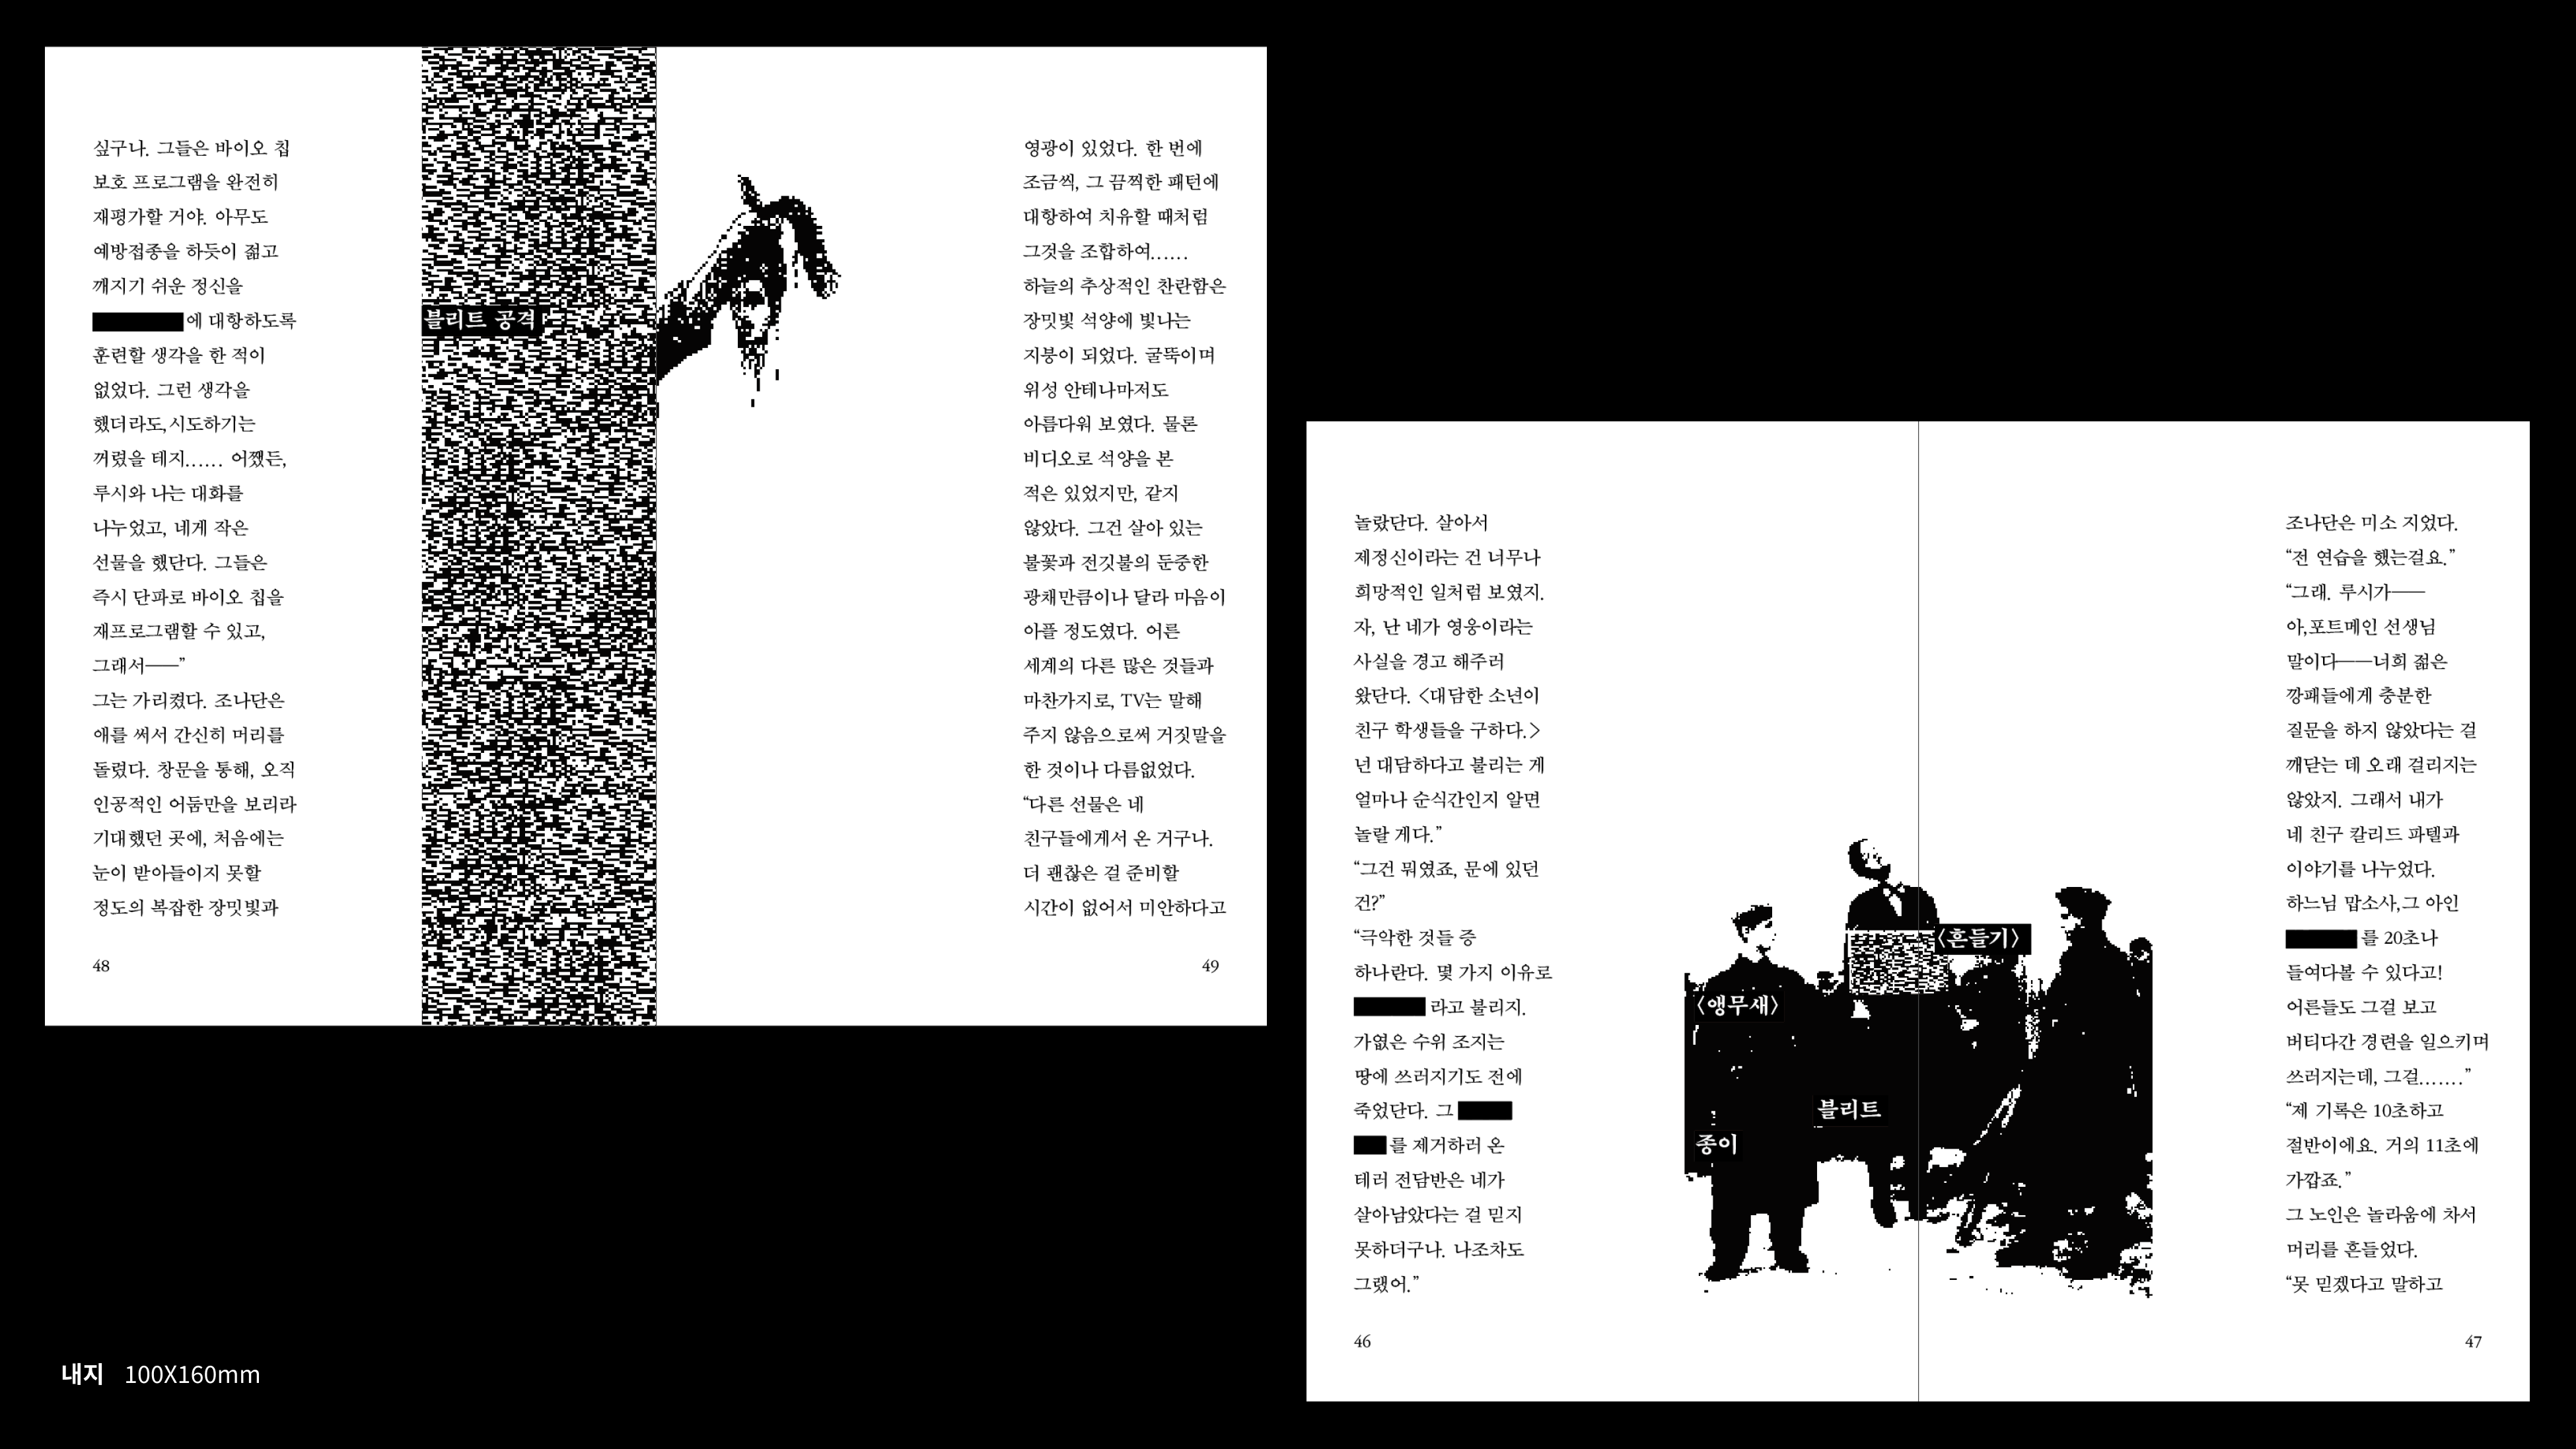 싶구나. 그들은 바이오 칩
보호 프로그램을 완전히
재평가할 거야. 아무도
예방접종을 하듯이 젊고
깨지기 쉬운 정신을
에 대항하도록
훈련할 생각을 한 적이
없었다. 그런 생각을
했더라도,시도하기는
꺼렸을 테지…… 어쨌든,
루시와 나는 대화를
나누었고, 네게 작은
선물을 했단다. 그들은
즉시 단파로 바이오 칩을
재프로그램할 수 있고,
그래서——”
그는 가리켰다. 조나단은
애를 써서 간신히 머리를
돌렸다. 창문을 통해, 오직
인공적인 어둠만을 보리라
기대했던 곳에, 처음에는
눈이 받아들이지 못할
정도의 복잡한 장밋빛과
48
블리트 공격
영광이 있었다. 한 번에
조금씩, 그 끔찍한 패턴에
대항하여 치유할 때처럼
그것을 조합하여……
하늘의 추상적인 찬란함은
장밋빛 석양에 빛나는
지붕이 되었다. 굴뚝이며
위성 안테나마저도
아름다워 보였다. 물론
비디오로 석양을 본
적은 있었지만, 같지
않았다. 그건 살아 있는
불꽃과 전깃불의 둔중한
광채만큼이나 달라 마음이
아플 정도였다. 어른
세계의 다른 많은 것들과
마찬가지로, TV는 말해
주지 않음으로써 거짓말을
한 것이나 다름없었다.
“다른 선물은 네
친구들에게서 온 거구나.
더 괜찮은 걸 준비할
시간이 없어서 미안하다고
49
놀랐단다. 살아서
제정신이라는 건 너무나
희망적인 일처럼 보였지.
자, 난 네가 영웅이라는
사실을 경고 해주러
왔단다. 〈대담한 소년이
친구 학생들을 구하다.〉
넌 대담하다고 불리는 게
얼마나 순식간인지 알면
놀랄 게다.”
“그건 뭐였죠, 문에 있던
건?”
“극악한 것들 중
하나란다. 몇 가지 이유로
라고 불리지.
가엾은 수위 조지는
땅에 쓰러지기도 전에
죽었단다. 그
를 제거하러 온
테러 전담반은 네가
살아남았다는 걸 믿지
못하더구나. 나조차도
그랬어.”
46
〈흔들기〉
〈앵무새〉
블리트
종이
조나단은 미소 지었다.
“전 연습을 했는걸요.”
“그래. 루시가——
아,포트메인 선생님
말이다——너희 젊은
깡패들에게 충분한
질문을 하지 않았다는 걸
깨닫는 데 오래 걸리지는
않았지. 그래서 내가
네 친구 칼리드 파텔과
이야기를 나누었다.
하느님 맙소사,그 아인
를 20초나
들여다볼 수 있다고!
어른들도 그걸 보고
버티다간 경련을 일으키며
쓰러지는데, 그걸…….”
“제 기록은 10초하고
절반이에요. 거의 11초에
가깝죠.”
그 노인은 놀라움에 차서
머리를 흔들었다.
“못 믿겠다고 말하고
47
내지 100X160mm